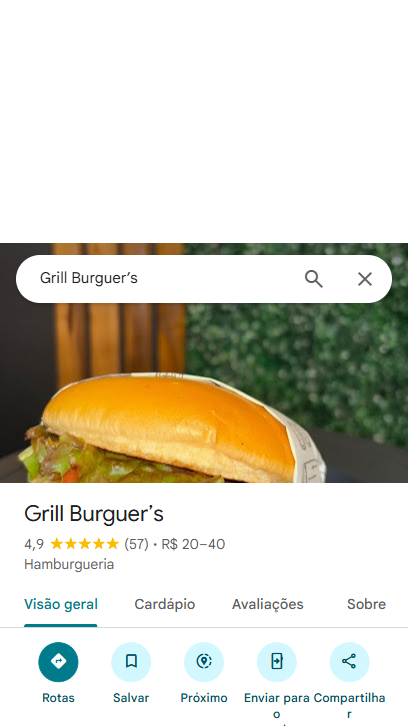 Grill Burguer's
Grill Burguer's
4,9 ★★★★★ (57) • R$ 20–40
Hamburgueria
Visão geral Cardápio Avaliações Sobre
Rotas Salvar Próximo Enviar para Compartilha
o r